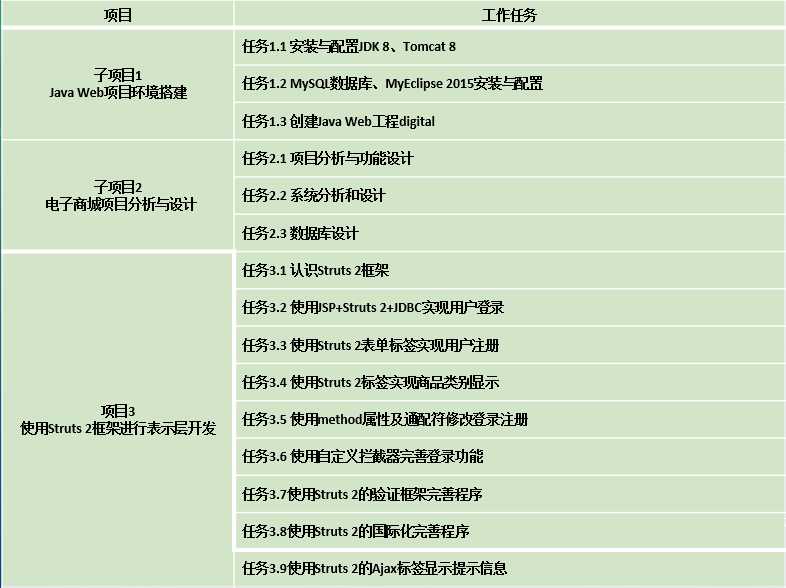 项目
工作任务
子项目1
Java Web项目环境搭建
任务1.1 安装与配置JDK 8、Tomcat 8
任务1.2 MySQL数据库、MyEclipse 2015安装与配置
任务1.3 创建Java Web工程digital
子项目2
电子商城项目分析与设计
任务2.1 项目分析与功能设计
任务2.2 系统分析和设计
任务2.3 数据库设计
项目3
使用Struts 2框架进行表示层开发
任务3.1 认识Struts 2框架
任务3.2 使用JSP+Struts 2+JDBC实现用户登录
任务3.3 使用Struts 2表单标签实现用户注册
任务3.4 使用Struts 2标签实现商品类别显示
任务3.5 使用method属性及通配符修改登录注册
任务3.6 使用自定义拦截器完善登录功能
任务3.7使用Struts 2的验证框架完善程序
任务3.8使用Struts 2的国际化完善程序
任务3.9使用Struts 2的Ajax标签显示提示信息